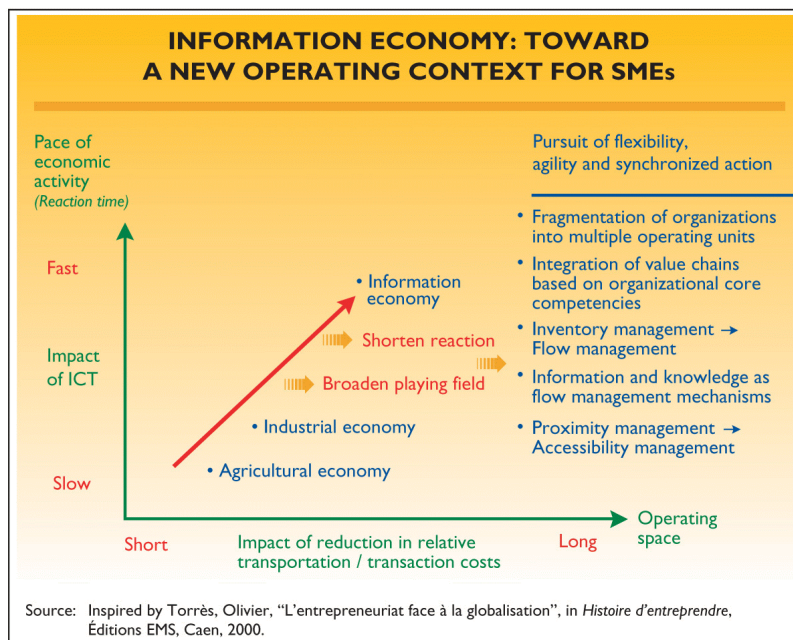 INFORMATION ECONOMY: TOWARD
A NEW OPERATING CONTEXT FOR SMEs
Pace of
economic
activity
(Reaction time)
Fast
Impact
of ICT
Slow
• Information
economy
Shorten reaction
Broaden playing field
• Industrial economy
• Agricultural economy
Short
Impact of reduction in relative
transportation / transaction costs
Long
Operating
space
Pursuit of flexibility,
agility and synchronized action
• Fragmentation of organizations
into multiple operating units
• Integration of value chains
based on organizational core
competencies
• Inventory management →
Flow management
• Information and knowledge as
flow management mechanisms
• Proximity management →
Accessibility management
Source: Inspired by Torrès, Olivier, “L'entrepreneuriat face à la globalisation”, in Histoire d'entreprendre,
Éditions EMS, Caen, 2000.